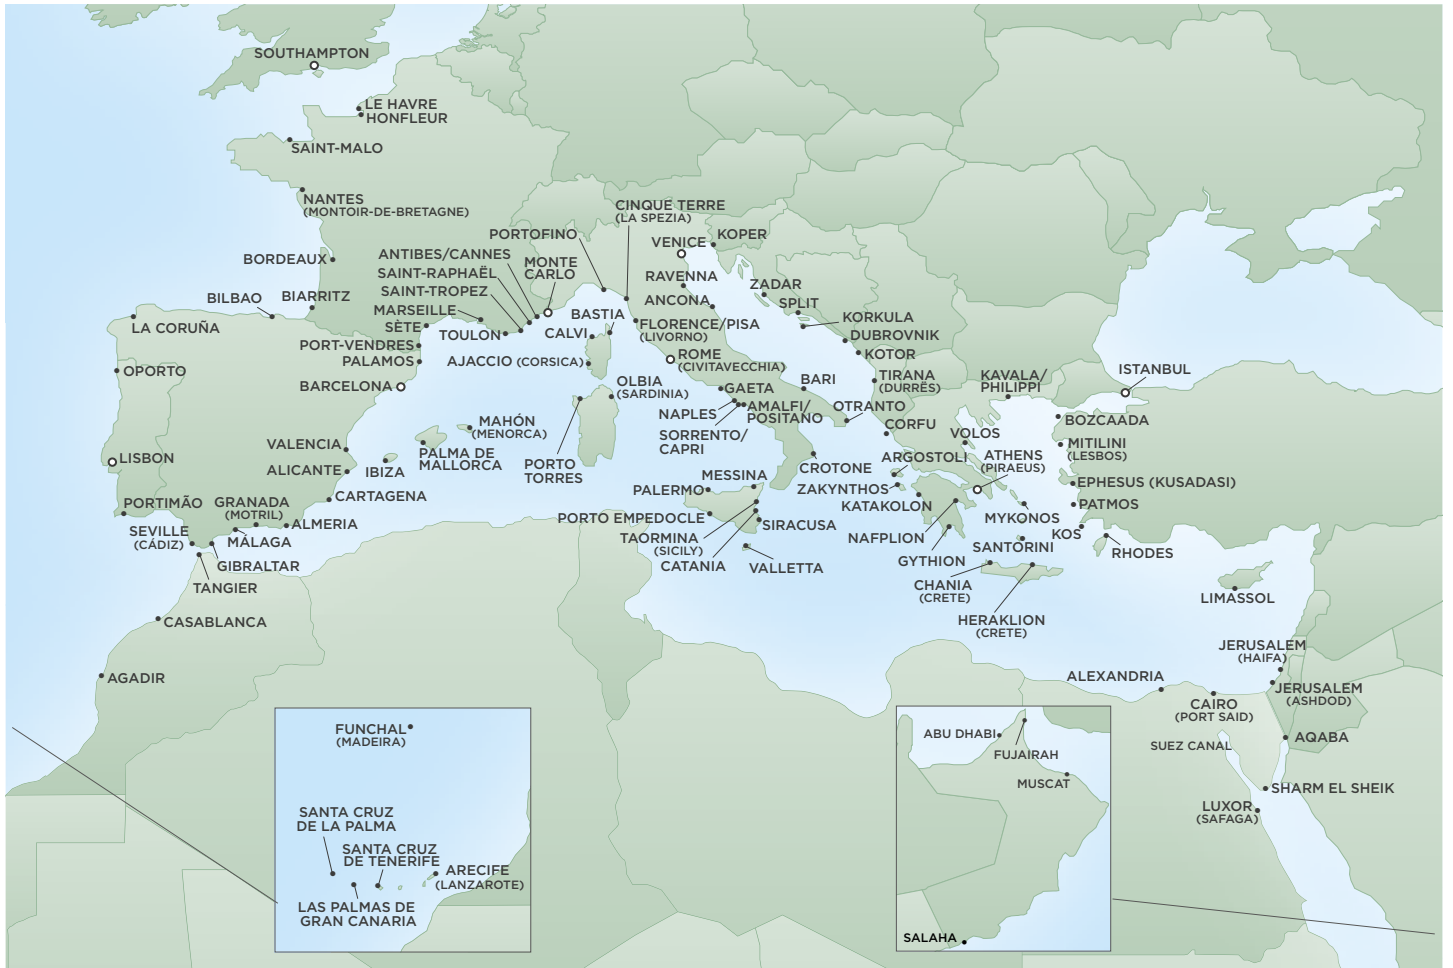 SOUTHAMPTON
LE HAVRE
HONFLEUR
SAINT-MALO
NANTES
(MONTOIR-DE-BRETAGNE)
BORDEAUX
BIARRITZ
BILBAO
LA CORUÑA
OPORTO
LISBON
PORTIMÃO
SEVILLE
(CÁDIZ)
GRANADA
(MOTRIL)
MÁLAGA
GIBRALTAR
TANGIER
CASABLANCA
AGADIR
ALMERIA
CARTAGENA
ALICANTE
VALENCIA
IBIZA
PALMA DE
MALLORCA
MAHÓN
(MENORCA)
BARCELONA
PALAMOS
PORT-VENDRES
SÈTE
MARSEILLE
TOULON
SAINT-TROPEZ
SAINT-RAPHAËL
ANTIBES/CANNES
MONTE
CARLO
PORTOFINO
CINQUE TERRE
(LA SPEZIA)
BASTIA
CALVI
AJACCIO (CORSICA)
OLBIA
(SARDINIA)
PORTO
TORRES
FLORENCE/PISA
(LIVORNO)
ROME
(CIVITAVECCHIA)
GAETA
NAPLES
AMALFI/
POSITANO
SORRENTO/
CAPRI
VENICE
KOPER
RAVENNA
ANCONA
ZADAR
SPLIT
KORKULA
DUBROVNIK
KOTOR
TIRANA
(DURRËS)
BARI
OTRANTO
CROTONE
MESSINA
PALERMO
PORTO EMPEDOCLE
TAORMINA
(SICILY)
CATANIA
SIRACUSA
VALLETTA
CORFU
ARGOSTOLI
ZAKYNTHOS
KATAKOLON
NAFPLION
GYTHION
CHANIA
(CRETE)
HERAKLION
(CRETE)
SANTORINI
MYKONOS
ATHENS
(PIRAEUS)
VOLOS
KAVALA/
PHILIPPI
ISTANBUL
BOZCAADA
MITILINI
(LESBOS)
EPHESUS (KUSADASI)
PATMOS
KOS
RHODES
LIMASSOL
JERUSALEM
(HAIFA)
JERUSALEM
(ASHDOD)
ALEXANDRIA
CAIRO
(PORT SAID)
SUEZ CANAL
AQABA
SHARM EL SHEIK
LUXOR
(SAFAGA)
FUNCHAL
(MADEIRA)
SANTA CRUZ
DE LA PALMA
SANTA CRUZ
DE TENERIFE
ARECIFE
(LANZAROTE)
LAS PALMAS DE
GRAN CANARIA
ABU DHABI
FUJAIRAH
MUSCAT
SALAHA